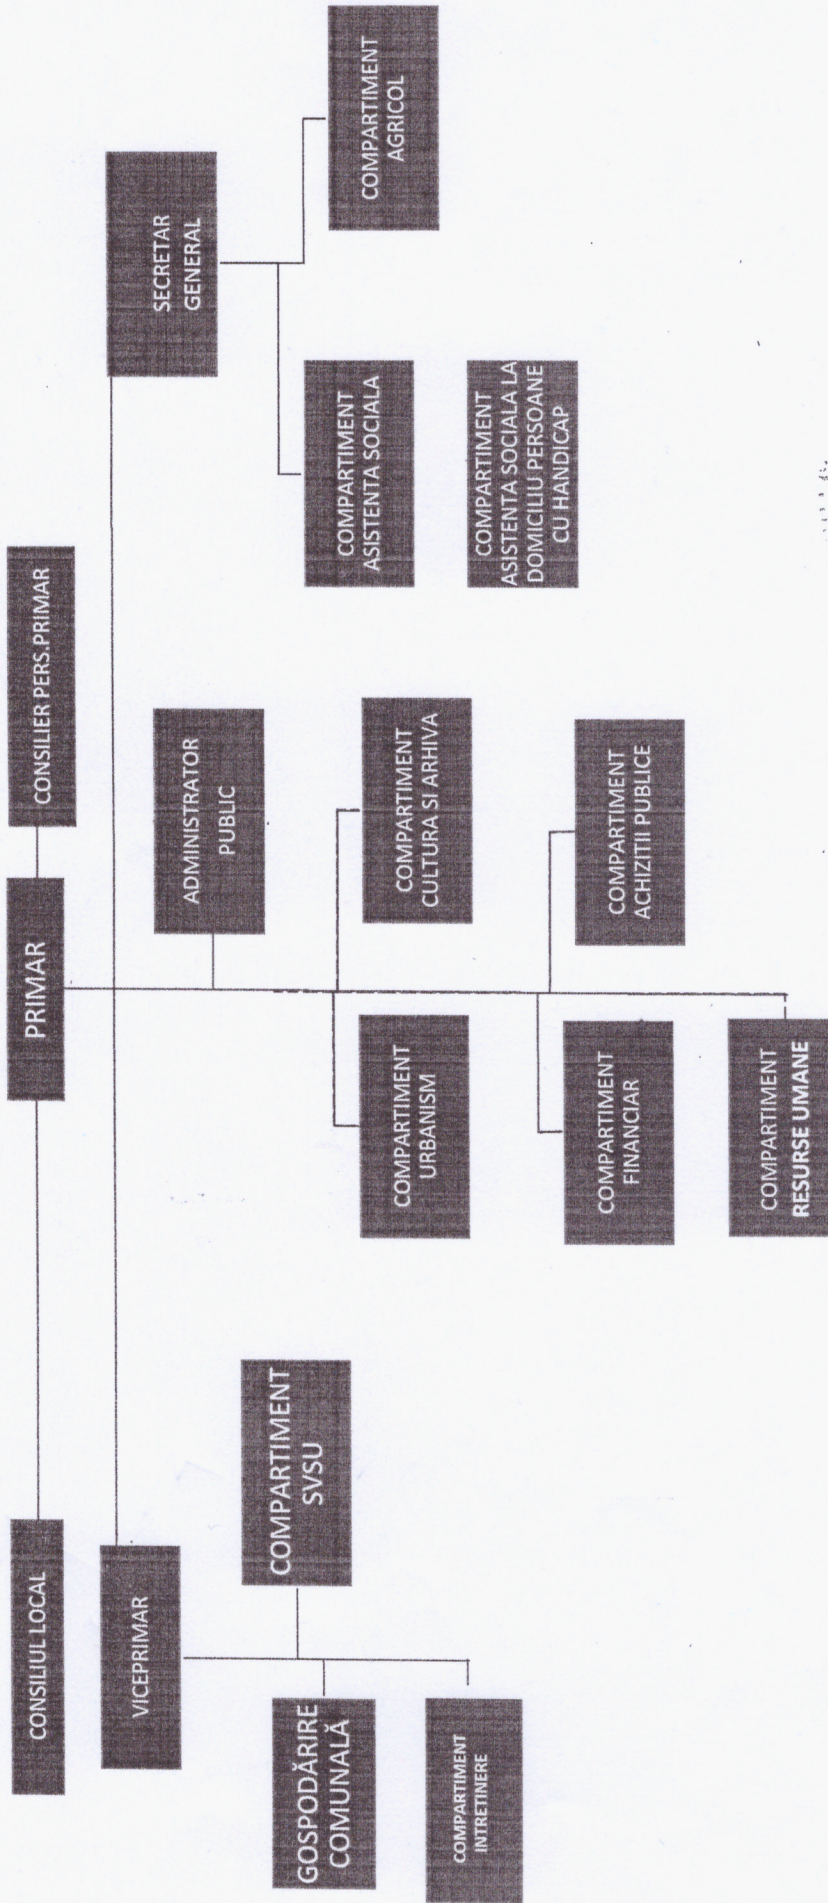 CONSILIUL LOCAL
PRIMAR
CONSILIER PERS.PRIMAR
VICEPRIMAR
SECRETAR
GENERAL
ADMINISTRATOR
PUBLIC
COMPARTIMENT
SVSU
GOSPODĂRIRE
COMUNALĂ
COMPARTIMENT
INTRETINERE
COMPARTIMENT
URBANISM
COMPARTIMENT
CULTURA SI ARHIVA
COMPARTIMENT
FINANCIAR
COMPARTIMENT
ACHIZITII PUBLICE
COMPARTIMENT
RESURSE UMANE
COMPARTIMENT
ASISTENTA SOCIALA
COMPARTIMENT
AGRICOL
COMPARTIMENT
ASISTENTA SOCIALA LA
DOMICILIU PERSOANE
CU HANDICAP